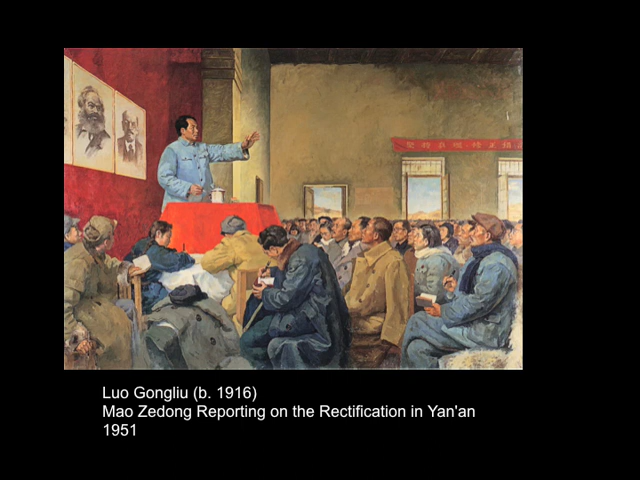 Luo Gongliu (b. 1916)
Mao Zedong Reporting on the Rectification in Yan'an
1951